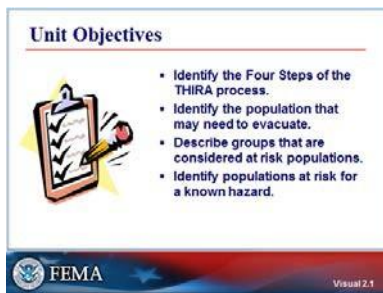 Unit Objectives
▪ Identify the Four Steps of the
THIRA process.
▪ Identify the population that
may need to evacuate.
▪ Describe groups that are
considered at risk populations.
▪ Identify populations at risk for
a known hazard.
FEMA
Visual 2.1